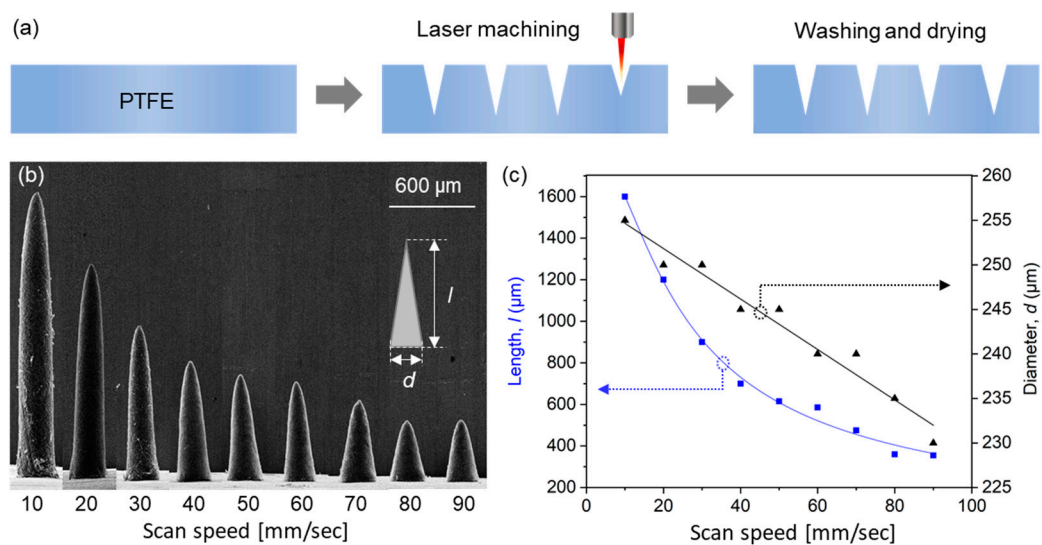 (a)
Laser machining
Washing and drying
PTFE
(b)
600 µm
l
d
10 20 30 40 50 60 70 80 90
Scan speed [mm/sec]
(c)
1600
1400
1200
1000
800
600
400
200
Length, l (µm)
260
255
250
245
240
235
230
225
Diameter, d (µm)
0 20 40 60 80 100
Scan speed [mm/sec]